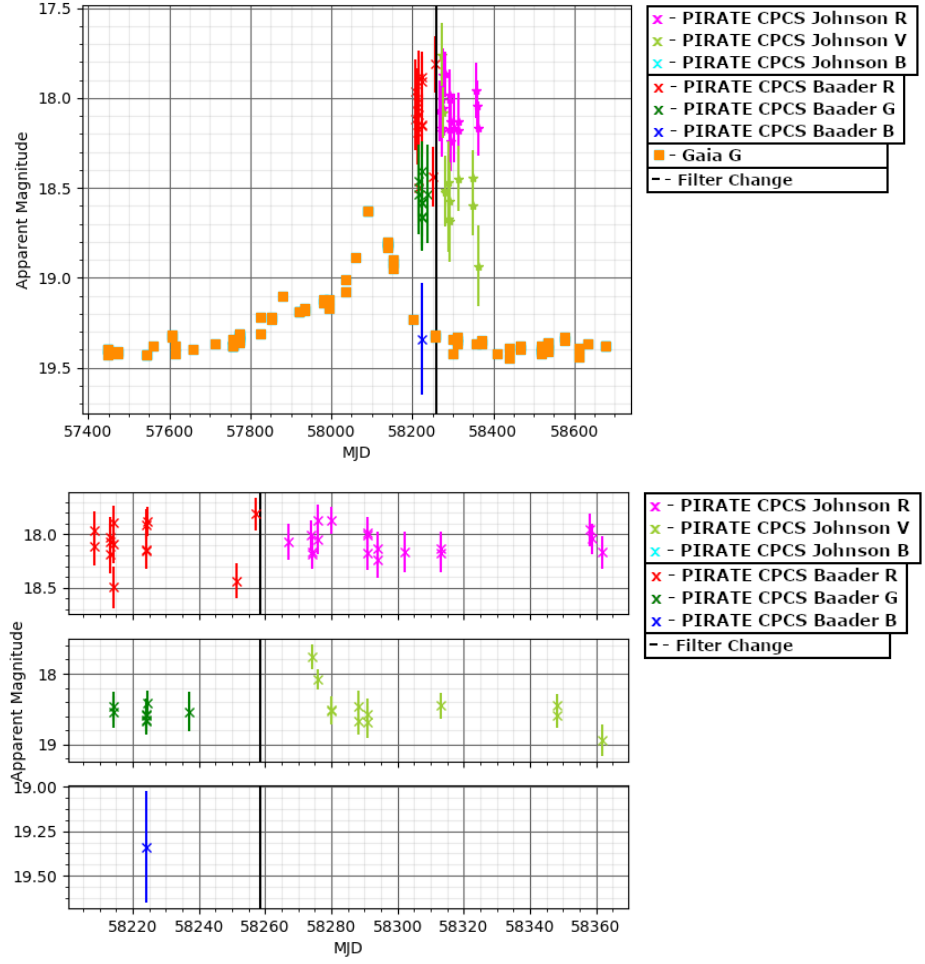 17.5
18.0
18.5
19.0
19.5
Apparent Magnitude
57400 57600 57800 58000 58200 58400 58600
MJD
x - PIRATE CPCS Johnson R
x - PIRATE CPCS Johnson V
x - PIRATE CPCS Johnson B
x - PIRATE CPCS Baader R
x - PIRATE CPCS Baader G
x - PIRATE CPCS Baader B
- Gaia G
- Filter Change
18.0
18.5
18
19
19.00
19.25
19.50
Apparent Magnitude
58220 58240 58260 58280 58300 58320 58340 58360
MJD
x - PIRATE CPCS Johnson R
x - PIRATE CPCS Johnson V
x - PIRATE CPCS Johnson B
x - PIRATE CPCS Baader R
x - PIRATE CPCS Baader G
x - PIRATE CPCS Baader B
- Filter Change